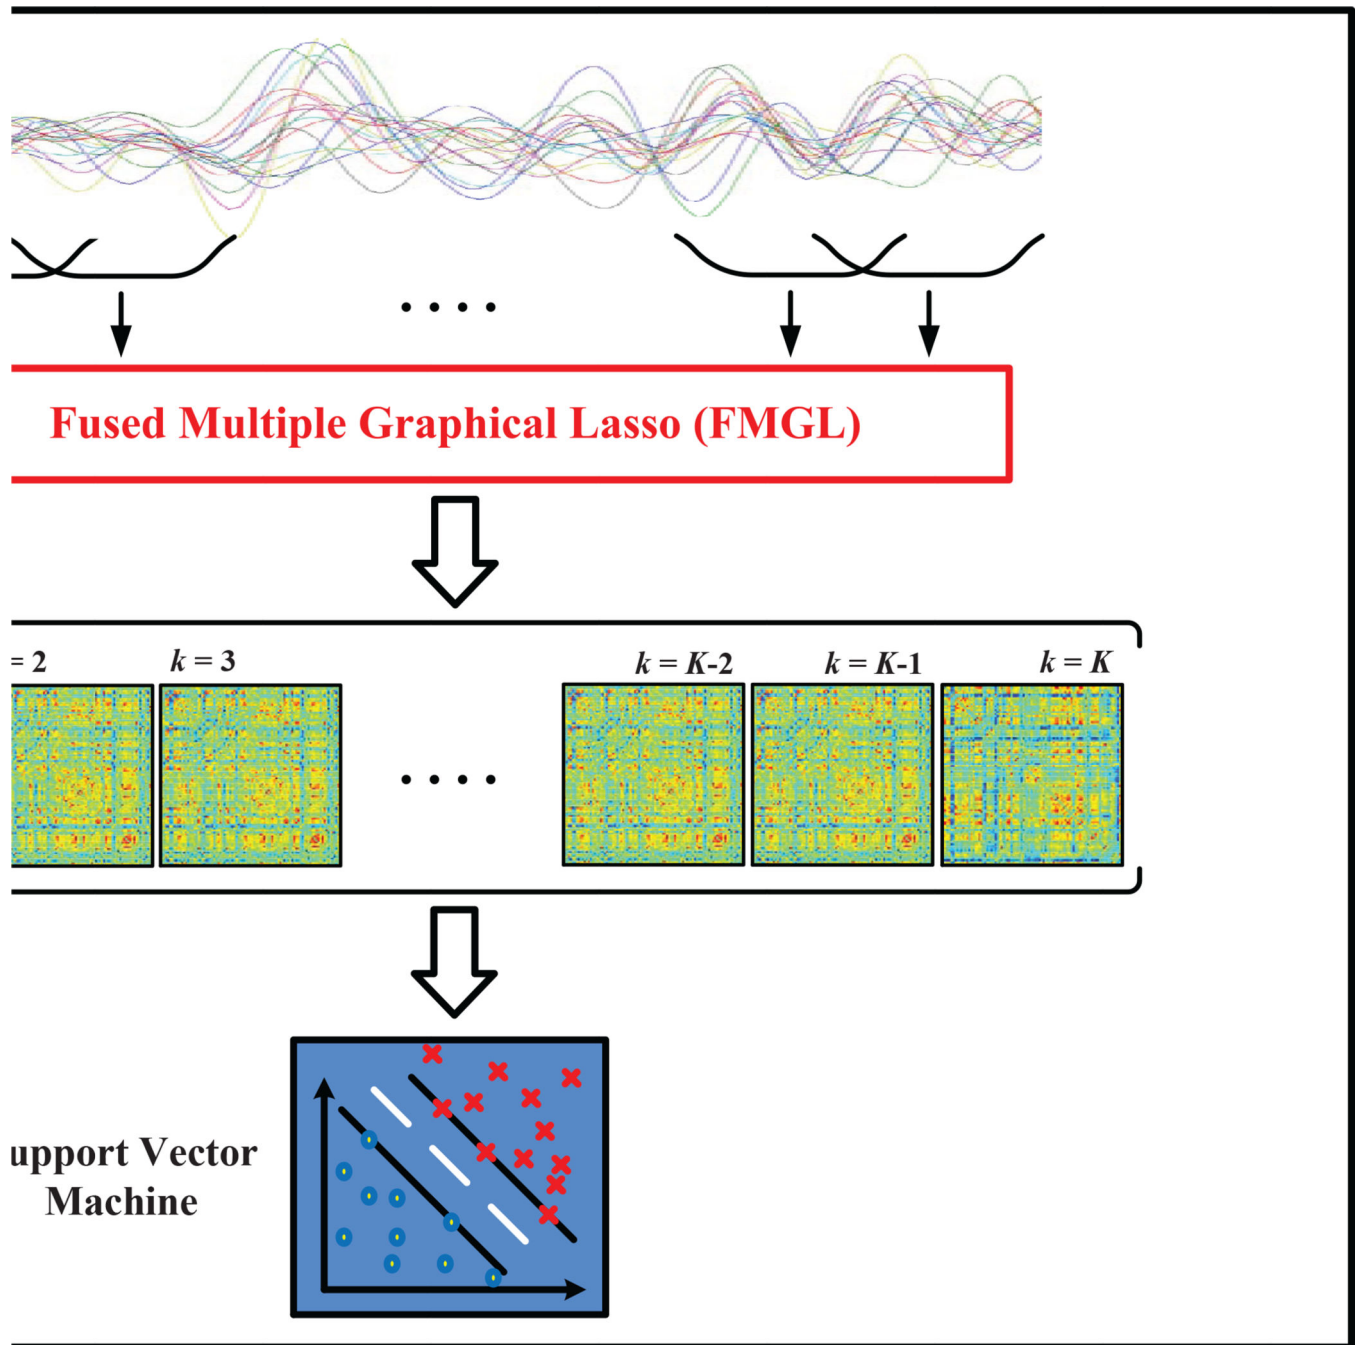 Fused Multiple Graphical Lasso (FMGL)
= 2 k = 3 k = K-2 k = K-1 k = K
upport Vector
Machine